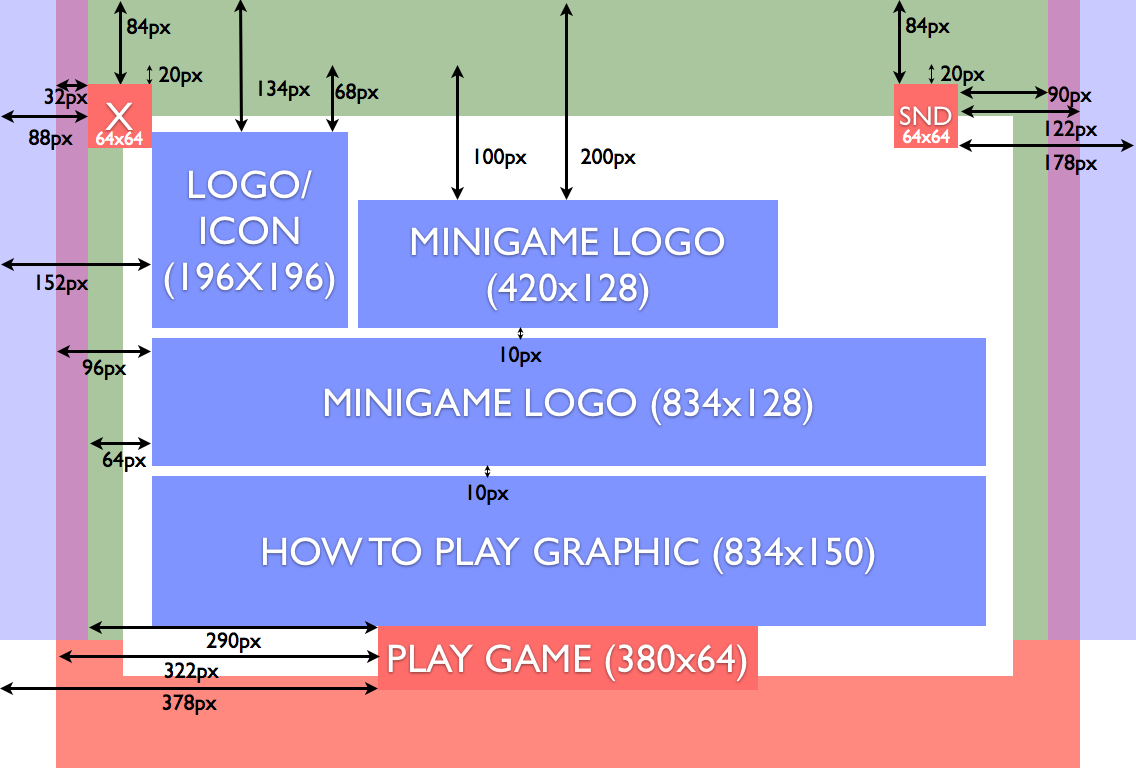 84px
84px
20px
20px
134px
68px
32px
90px
X
64x64
SND
64x64
122px
88px
178px
100px
200px
LOGO/
ICON
(196X196)
MINIGAME LOGO
(420x128)
152px
10px
96px
MINIGAME LOGO (834x128)
64px
10px
HOW TO PLAY GRAPHIC (834x150)
290px
PLAY GAME (380x64)
322px
378px